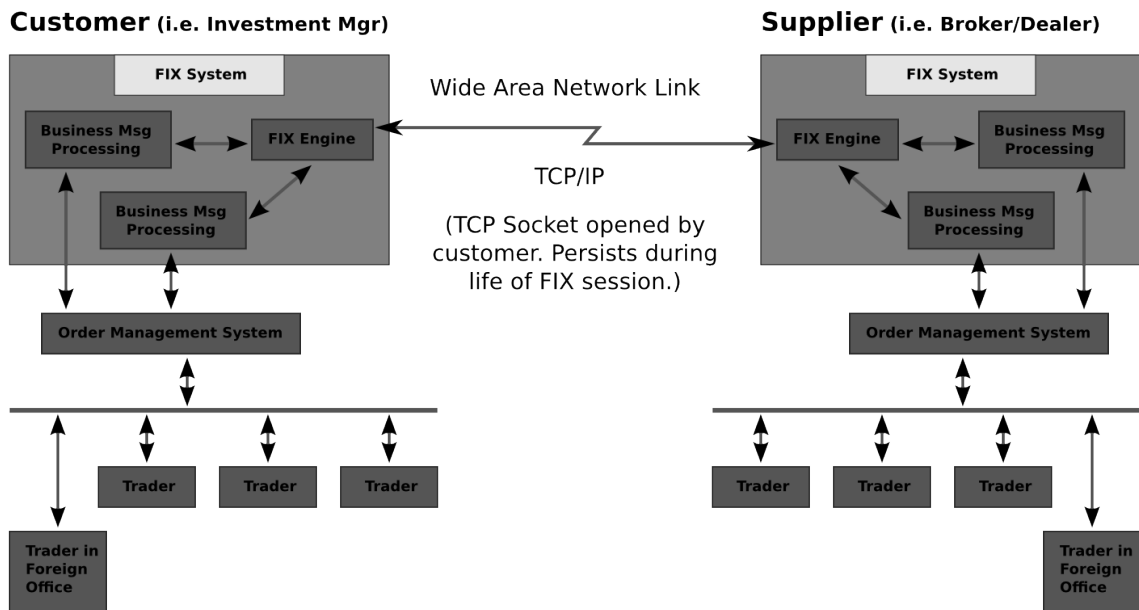 Customer (i.e. Investment Mgr)
FIX System
Business Msg
Processing
FIX Engine
Business Msg
Processing
Order Management System
Trader
Trader
Trader
Trader in
Foreign
Office
Wide Area Network Link
TCP/IP
(TCP Socket opened by
customer. Persists during
life of FIX session.)
Supplier (i.e. Broker/Dealer)
FIX System
FIX Engine
Business Msg
Processing
Business Msg
Processing
Order Management System
Trader
Trader
Trader
Trader in
Foreign
Office